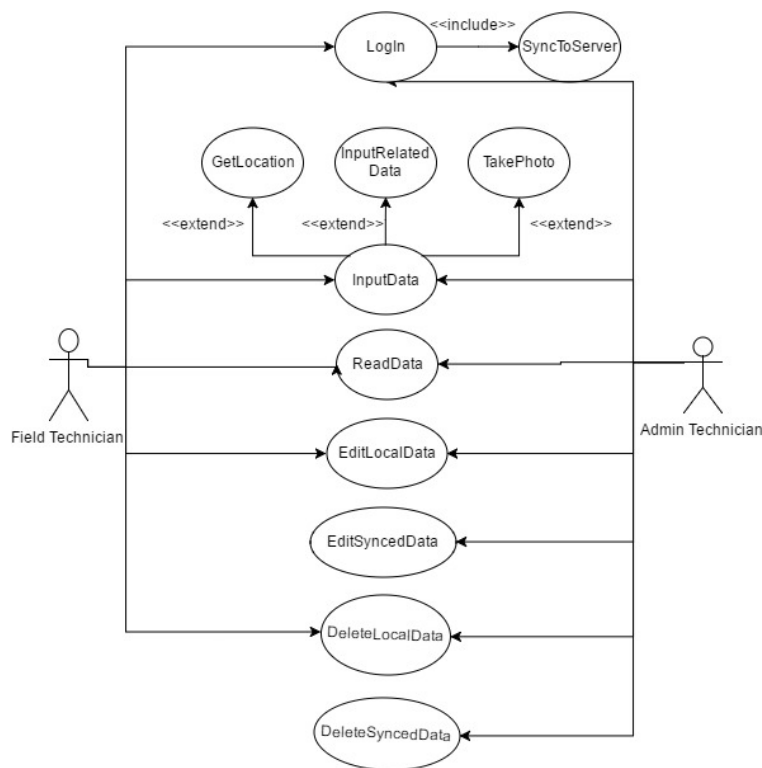 <<include>>
LogIn
SyncToServer
GetLocation
InputRelated
Data
TakePhoto
<<extend>>
<<extend>>
<<extend>>
InputData
ReadData
Field Technician
Admin Technician
EditLocalData
EditSyncedData
DeleteLocalData
DeleteSyncedData